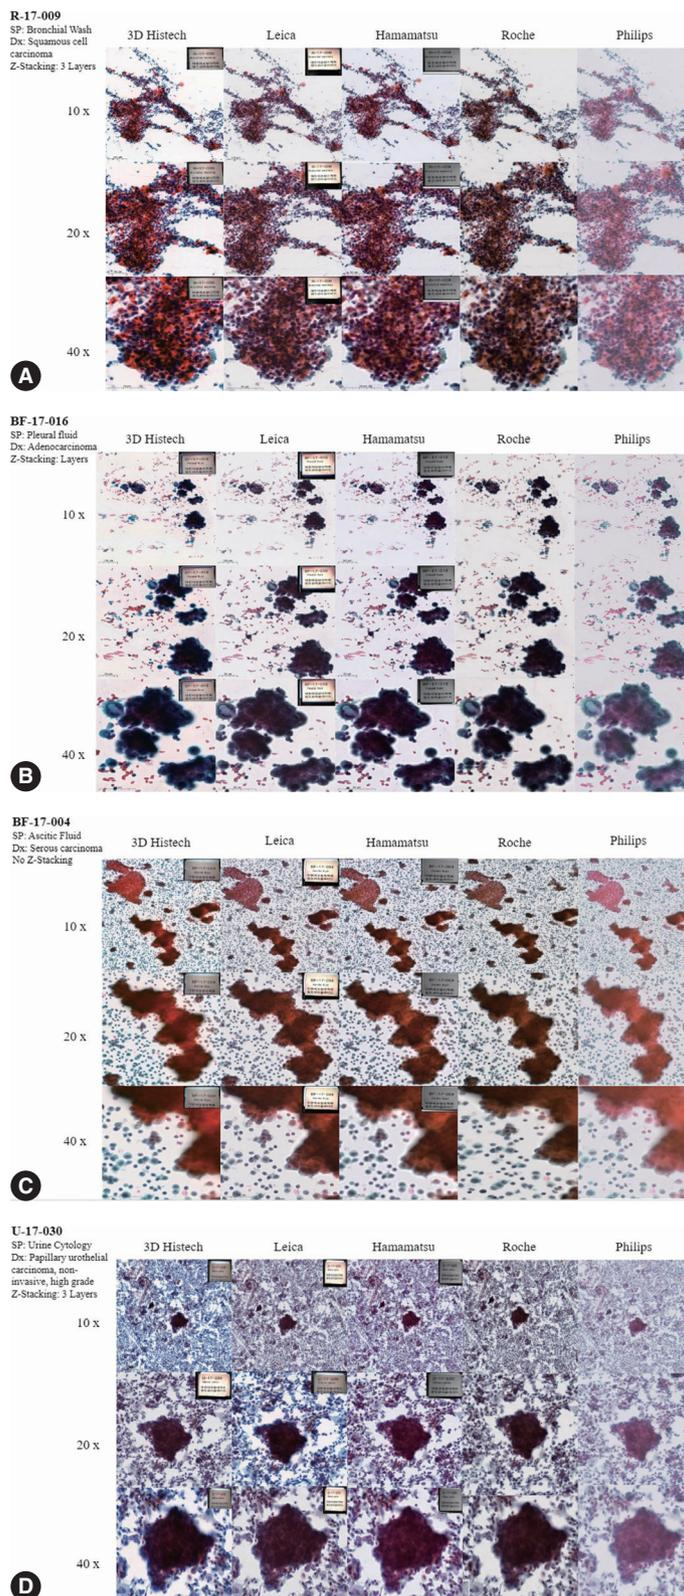 R-17-009
SP: Bronchial Wash
Dx: Squamous cell
carcinoma
Z-Stacking: 3 Layers
3D Histech Leica Hamamatsu Roche Philips
10 x
20 x
40 x
A
BF-17-016
SP: Pleural fluid
Dx: Adenocarcinoma
Z-Stacking: Layers
3D Histech Leica Hamamatsu Roche Philips
10 x
20 x
40 x
B
BF-17-004
SP: Ascitic Fluid
Dx: Serous carcinoma
No Z-Stacking
3D Histech Leica Hamamatsu Roche Philips
10 x
20 x
40 x
C
U-17-030
SP: Urine Cytology
Dx: Papillary urothelial
carcinoma, non-
invasive, high grade
Z-Stacking: 3 Layers
3D Histech Leica Hamamatsu Roche Philips
10 x
20 x
40 x
D